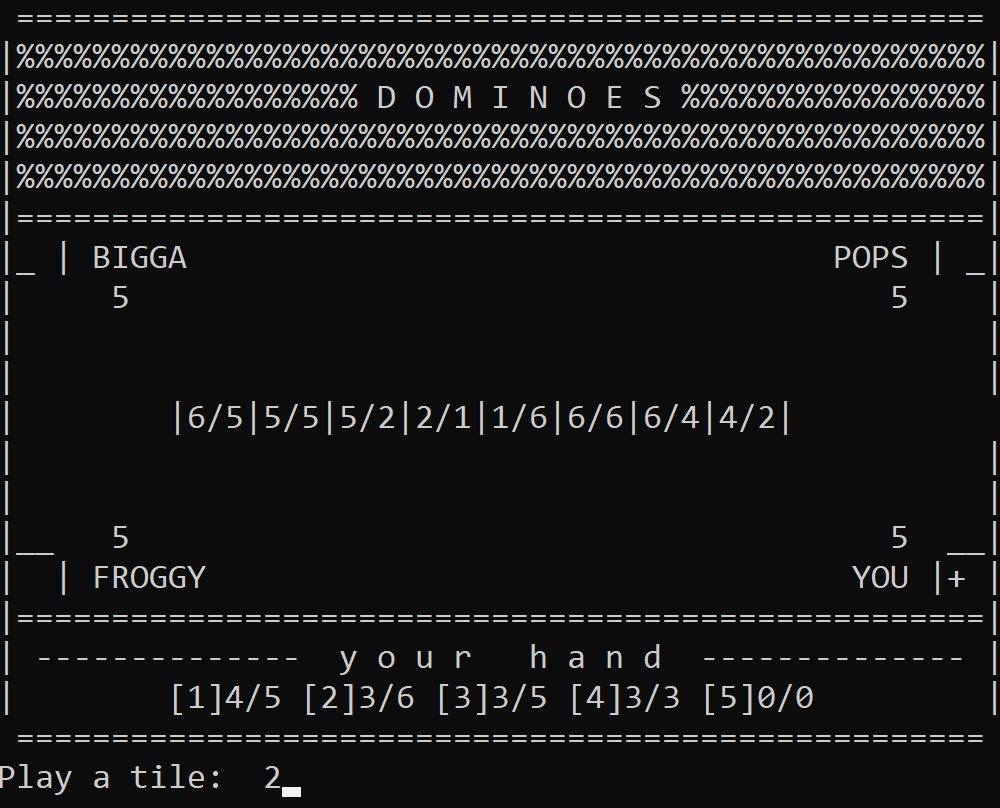 ===================================================
|%%%%%%%%%%%%%%%%%%%%%%%%%%%%%%%%%%%%%%%%%%%%%%%%%%%|
|%%%%%%%%%%%%%%%%%% D O M I N O E S %%%%%%%%%%%%%%%%|
|%%%%%%%%%%%%%%%%%%%%%%%%%%%%%%%%%%%%%%%%%%%%%%%%%%%|
|%%%%%%%%%%%%%%%%%%%%%%%%%%%%%%%%%%%%%%%%%%%%%%%%%%%|
|===================================================|
|_ | BIGGA                                  POPS | _|
|     5                                        5    |
|                                                   |
|                                                   |
|        |6/5|5/5|5/2|2/1|1/6|6/6|6/4|4/2|
|                                                   |
|                                                   |
|__   5                                        5  __|
|  | FROGGY                                  YOU |+ |
|===================================================|
| --------------  y o u r   h a n d  -------------- |
|        [1]4/5 [2]3/6 [3]3/5 [4]3/3 [5]0/0         |
===================================================
Play a tile:  2_